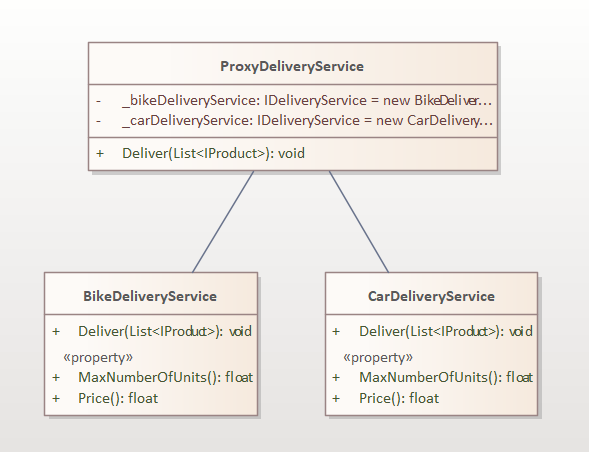 ProxyDeliveryService
- _bikeDeliveryService: IDeliveryService = new BikeDeliver...
- _carDeliveryService: IDeliveryService = new CarDelivery...
+ Deliver(List<IProduct>): void
BikeDeliveryService
+ Deliver(List<IProduct>): void
«property»
+ MaxNumberOfUnits(): float
+ Price(): float
CarDeliveryService
+ Deliver(List<IProduct>): void
«property»
+ MaxNumberOfUnits(): float
+ Price(): float